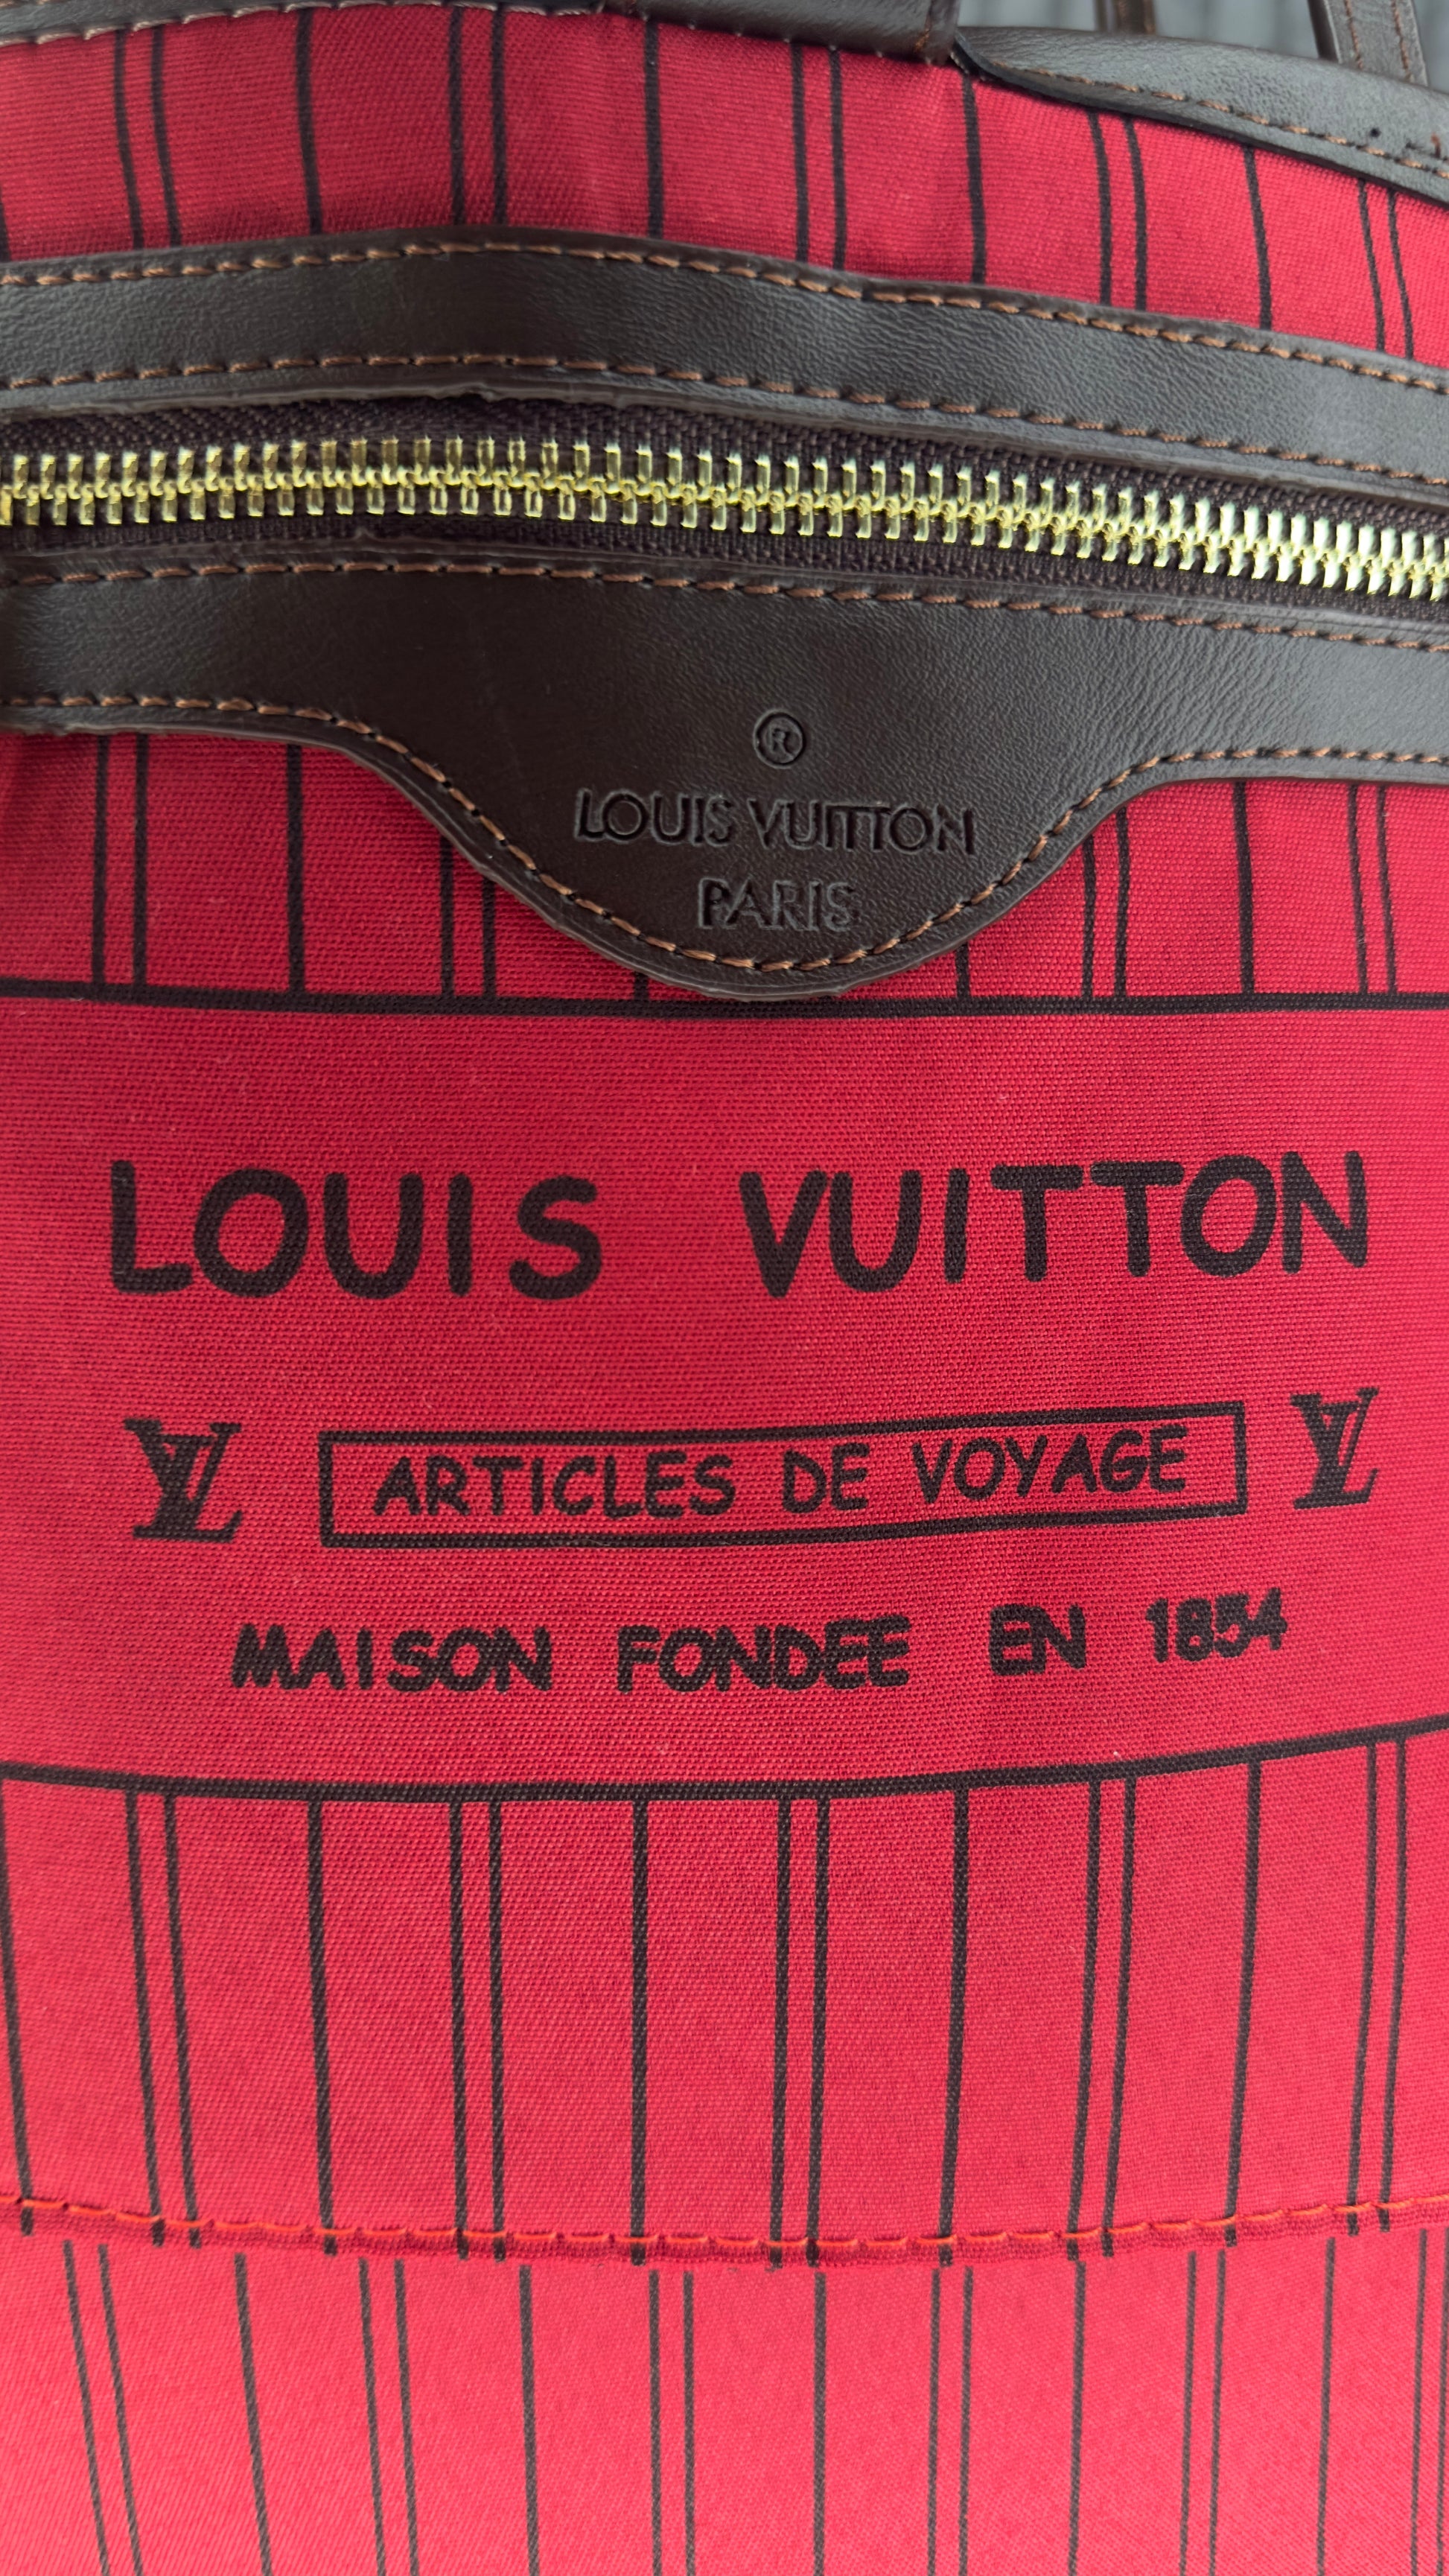 ®
LOUIS VUITTON
PARIS
LOUIS VUITTON
LV ARTICLES DE VOYAGE LV
MAISON FONDEE EN 1854